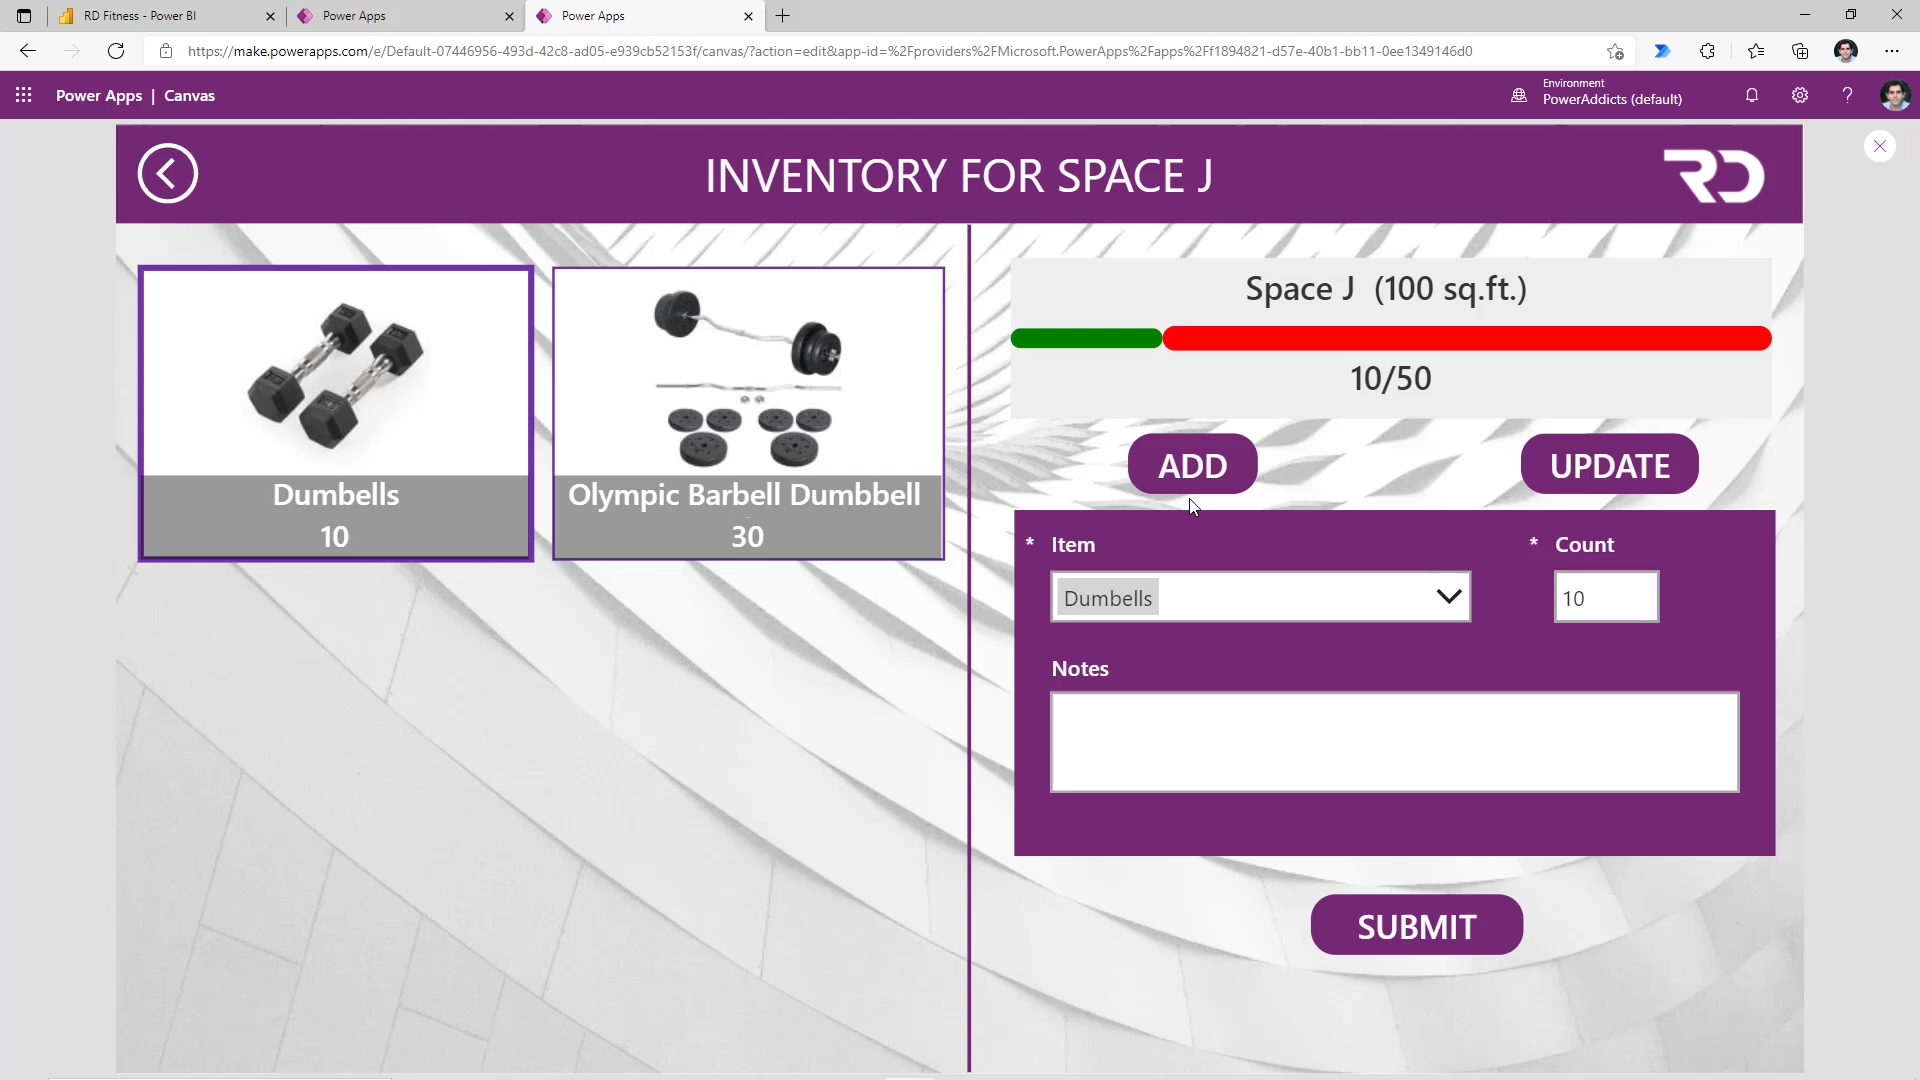 RD Fitness - Power BI
Power Apps
Power Apps
https://make.powerapps.com/e/Default-07446956-493d-42c8-ad05-e939cb52153f/canvas/?action=edit&app-id=%2Fproviders%2FMicrosoft.PowerApps%2Fapps%2Ff1894821-d57e-40b1-bb11-0ee1349146d0
Power Apps | Canvas
Environment
PowerAddicts (default)
INVENTORY FOR SPACE J
RD
Dumbells
10
Olympic Barbell Dumbbell
30
Space J (100 sq.ft.)
10/50
ADD
UPDATE
* Item
* Count
Dumbells
10
Notes
SUBMIT